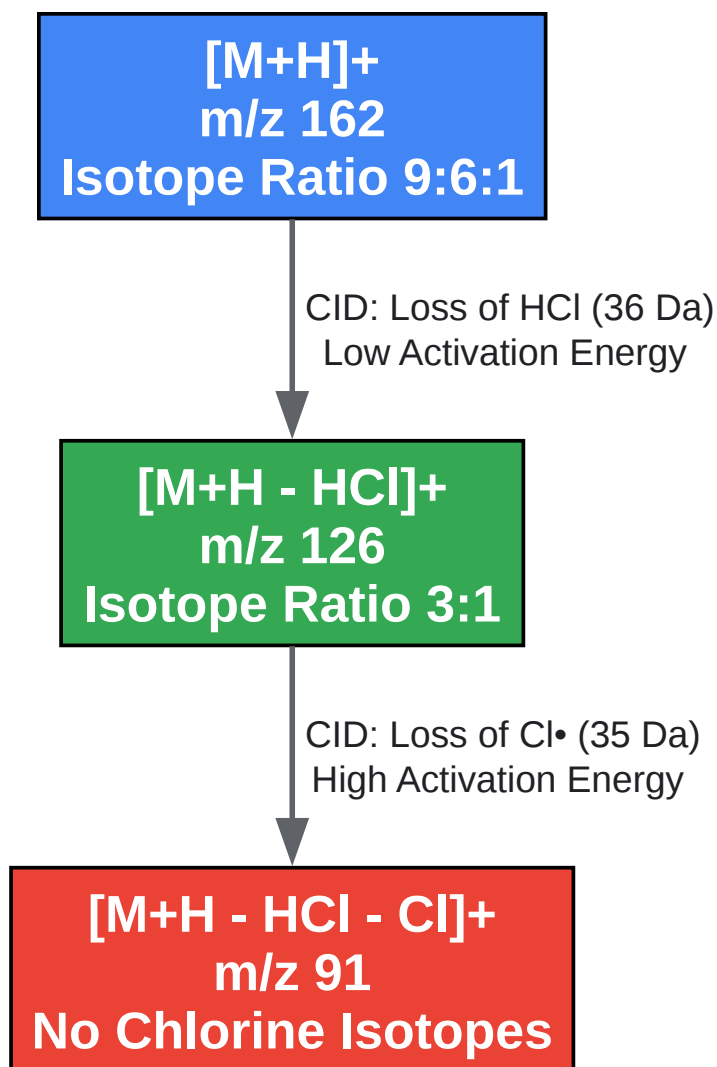 [M+H]+
m/z 162
Isotope Ratio 9:6:1
CID: Loss of HCl (36 Da)
Low Activation Energy
[M+H - HCl]+
m/z 126
Isotope Ratio 3:1
CID: Loss of Cl• (35 Da)
High Activation Energy
[M+H - HCl - Cl]+
m/z 91
No Chlorine Isotopes